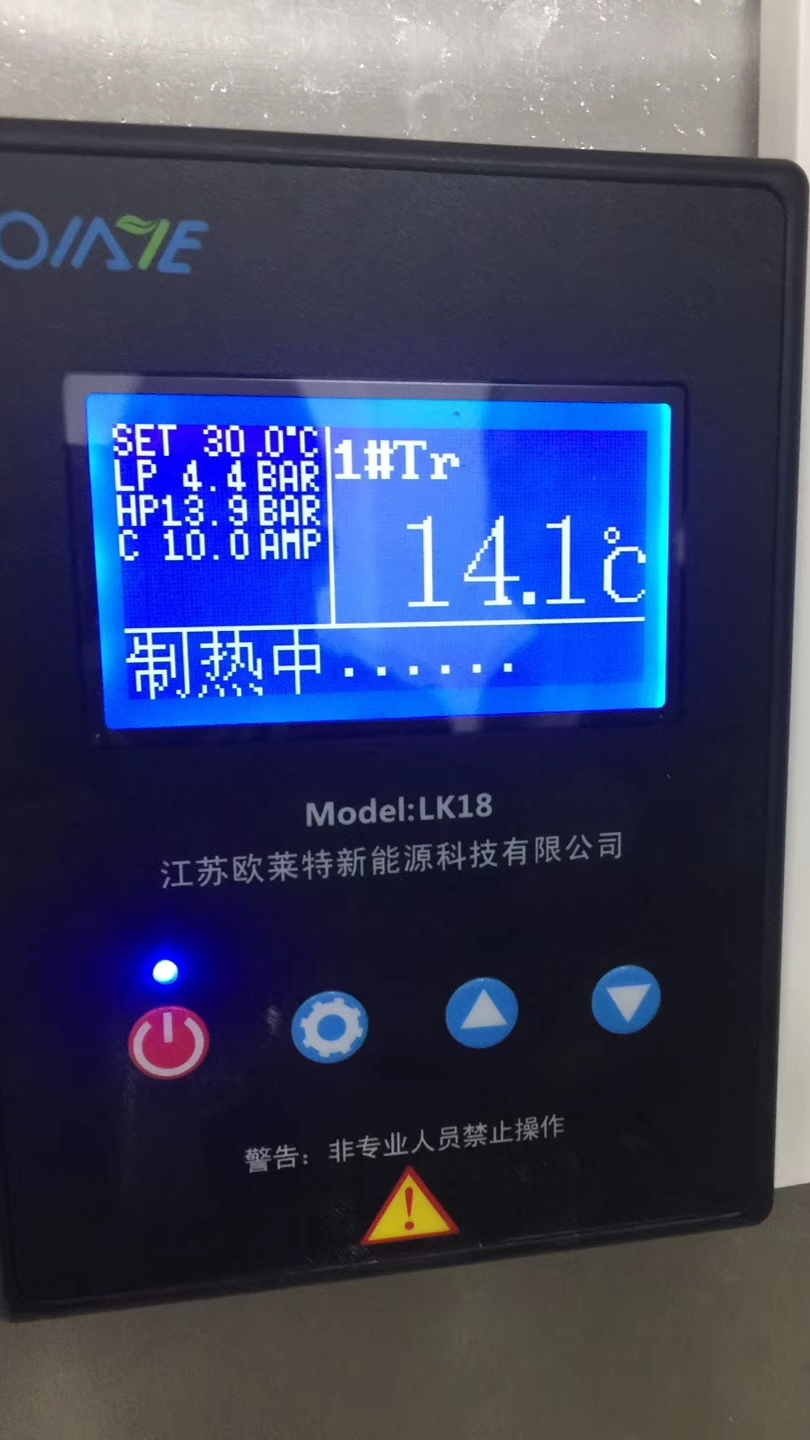 SET 30.0°C
LP 4.4 BAR
HP13.9 BAR
C 10.0 AMP
1#Tr
14.1℃
制热中......
Model:LK18
江苏欧莱特新能源科技有限公司
警告：非专业人员禁止操作